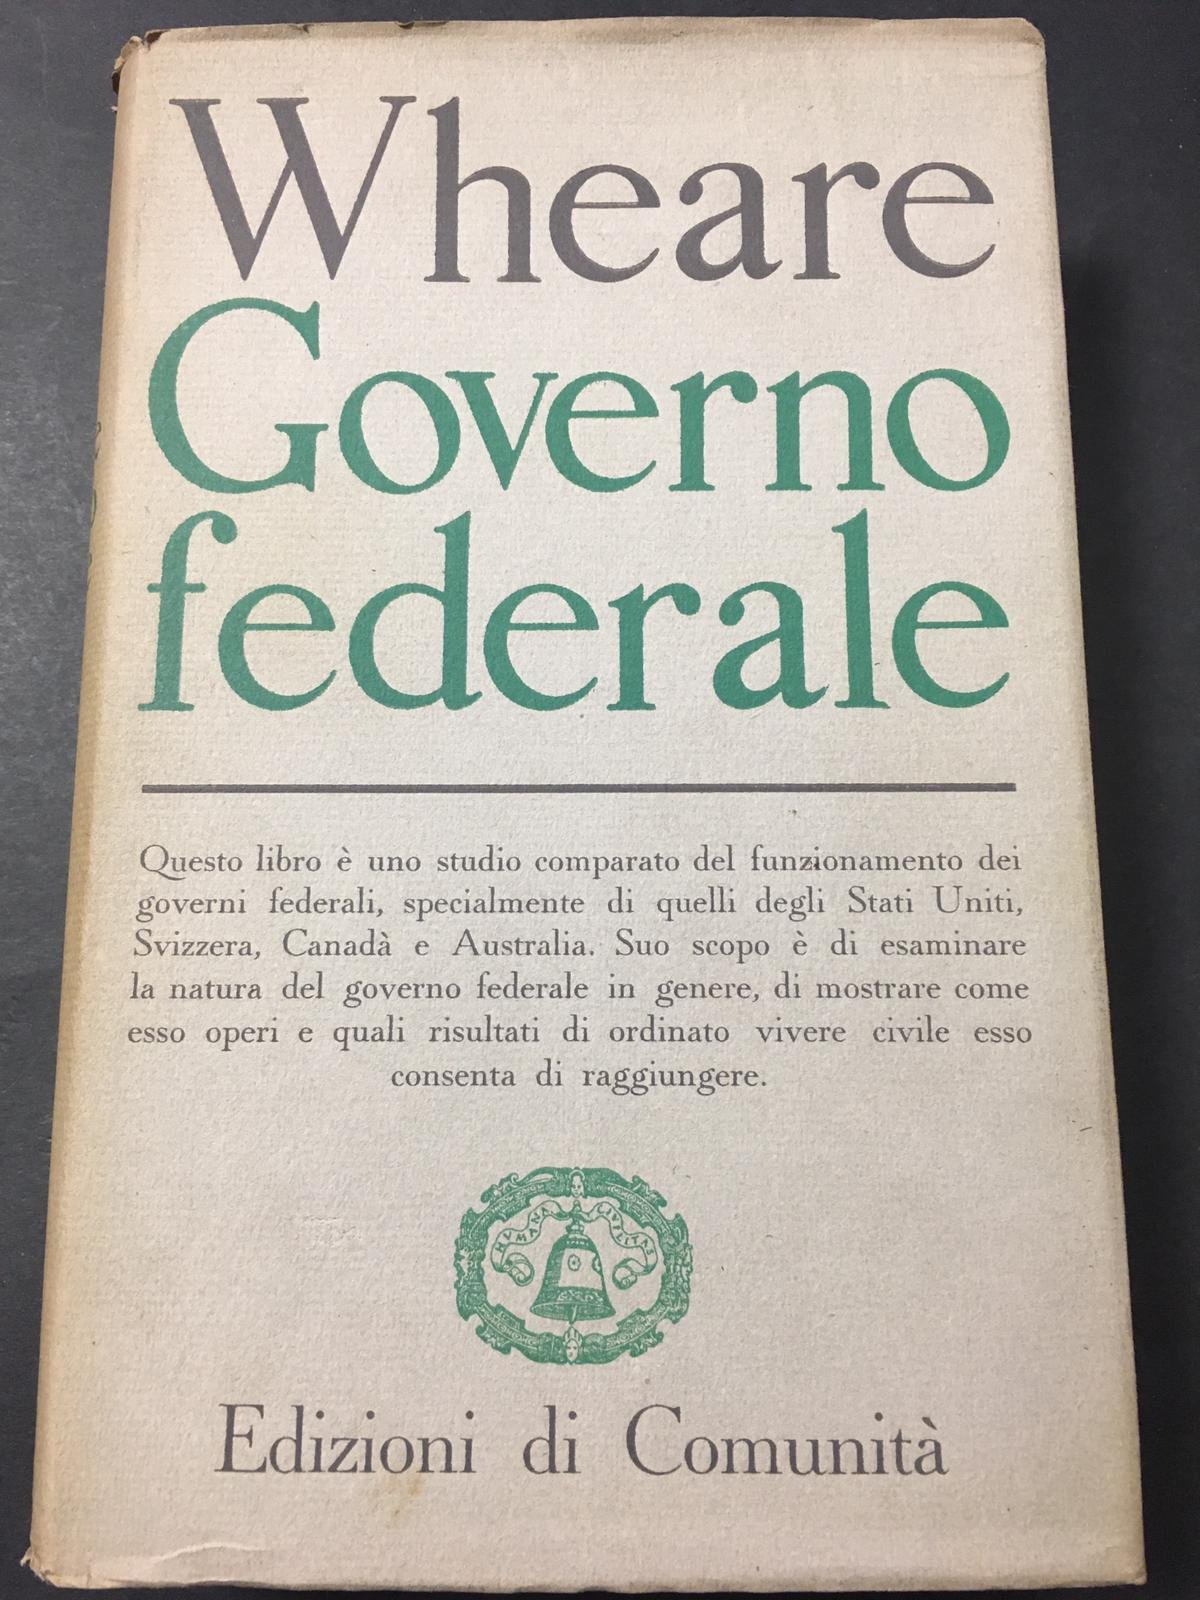 Wheare
Governo
federale
Questo libro è uno studio comparato del funzionamento dei
governi federali, specialmente di quelli degli Stati Uniti,
Svizzera, Canadà e Australia. Suo scopo è di esaminare
la natura del governo federale in genere, di mostrare come
esso operi e quali risultati di ordinato vivere civile esso
consenta di raggiungere.
HUMANA CIVILITAS
Edizioni di Comunità